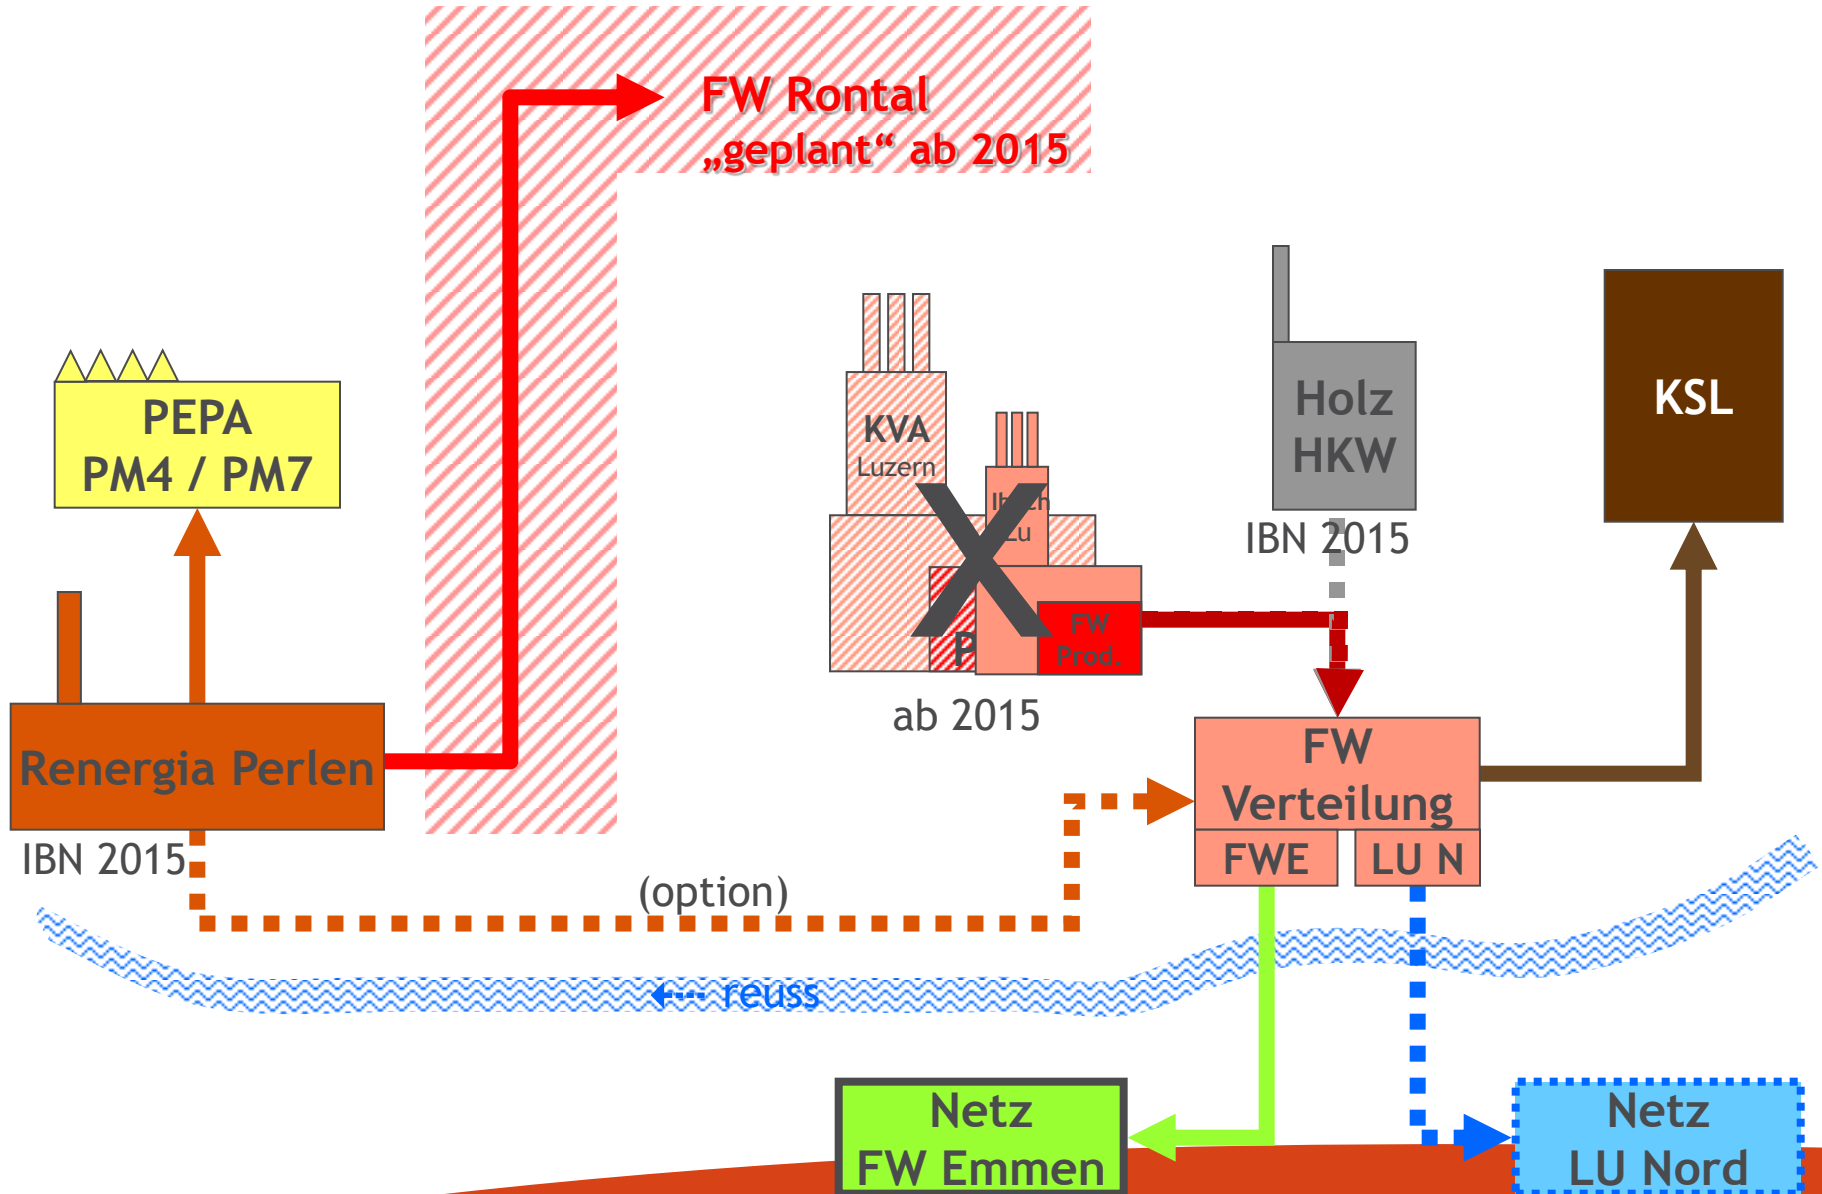 FW Rontal
„geplant“ ab 2015
PEPA
PM4 / PM7
KVA
Luzern
Lu
P
FW
Prod.
ab 2015
Holz
HKW
IBN 2015
KSL
Renergia Perlen
IBN 2015
(option)
FW
Verteilung
FWE
LU N
reuss
Netz
FW Emmen
Netz
LU Nord